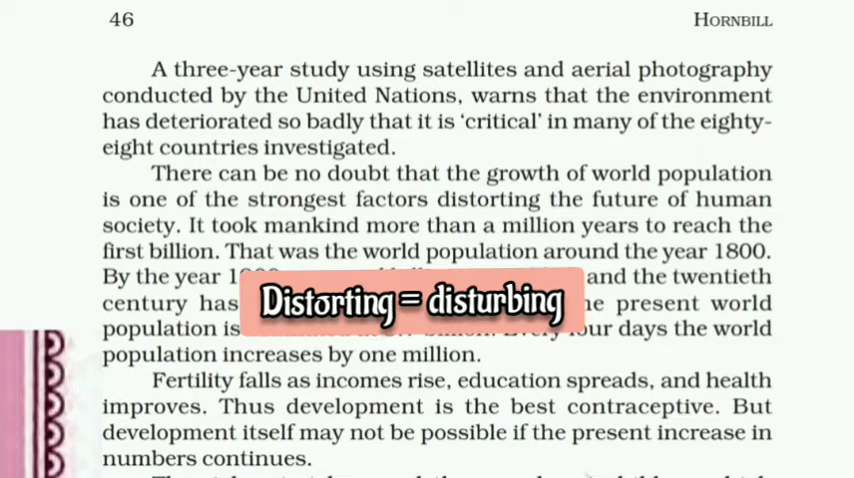 46 HORNBILL
A three-year study using satellites and aerial photography
conducted by the United Nations, warns that the environment
has deteriorated so badly that it is ‘critical’ in many of the eighty-
eight countries investigated.
There can be no doubt that the growth of world population
is one of the strongest factors distorting the future of human
society. It took mankind more than a million years to reach the
first billion. That was the world population around the year 1800.
By the year and the twentieth
century has present world
population is four days the world
Distorting = disturbing
population increases by one million.
Fertility falls as incomes rise, education spreads, and health
improves. Thus development is the best contraceptive. But
development itself may not be possible if the present increase in
numbers continues.